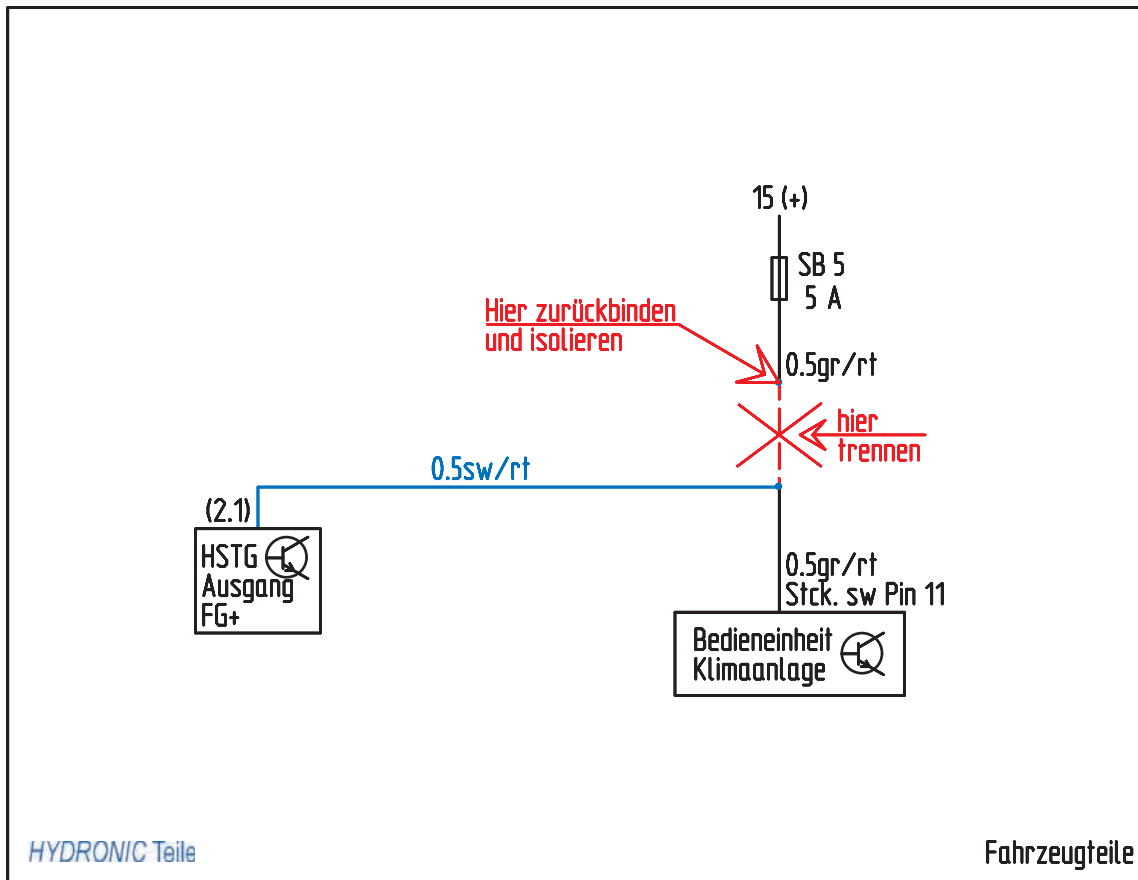 15 (+)
SB 5
5 A
Hier zurückbinden
und isolieren
0.5gr/rt
hier
trennen
0.5sw/rt
(2.1)
HSTG
Ausgang
FG+
0.5gr/rt
Stck. sw Pin 11
Bedieneinheit
Klimaanlage
HYDRONIC Teile
Fahrzeugteile